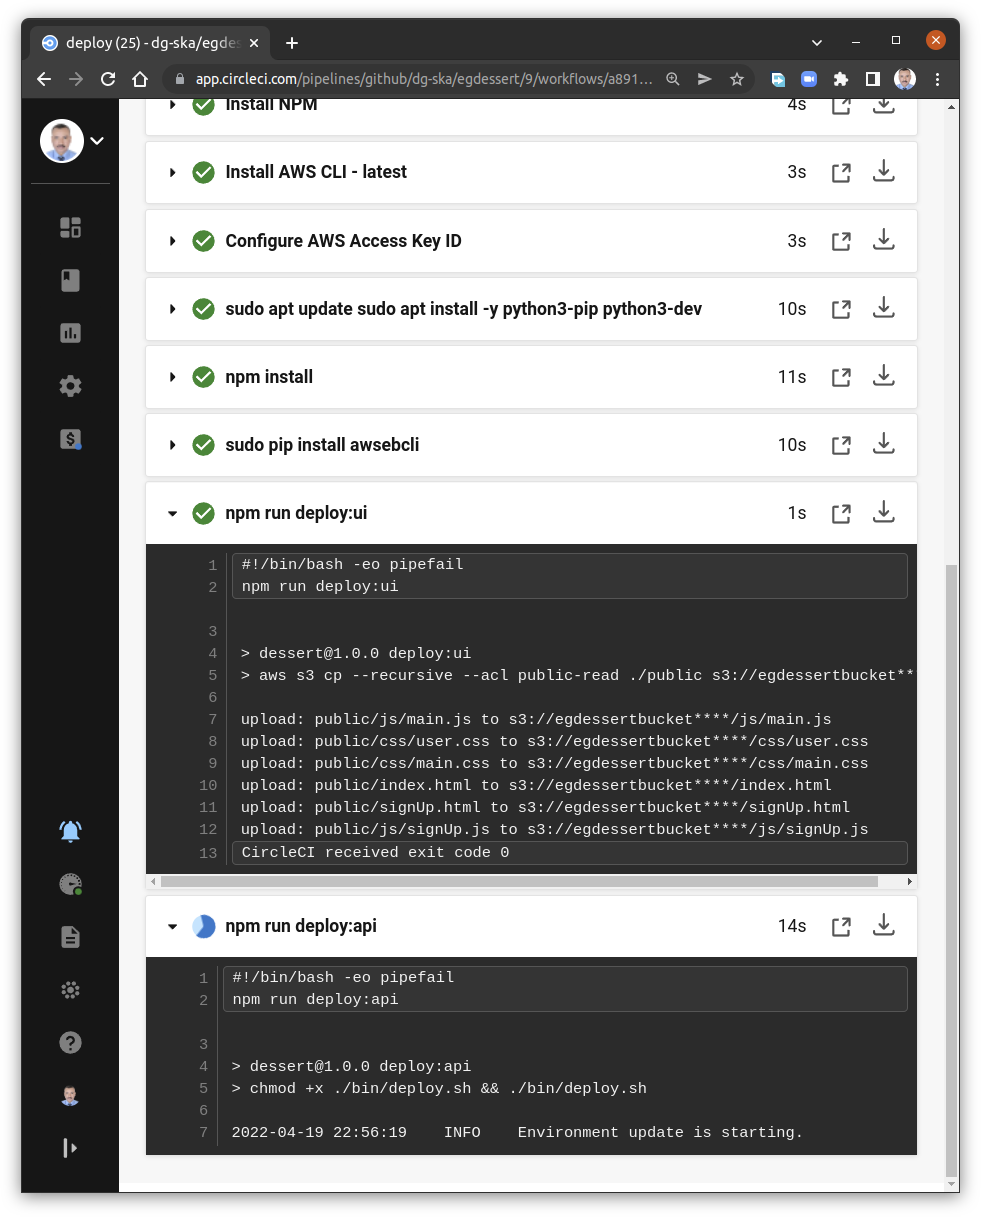 deploy (25) - dg-ska/egdes
app.circleci.com/pipelines/github/dg-ska/egdessert/9/workflows/a891...
Install NPM 4s
Install AWS CLI - latest 3s
Configure AWS Access Key ID 3s
sudo apt update sudo apt install -y python3-pip python3-dev 10s
npm install 11s
sudo pip install awsebcli 10s
npm run deploy:ui 1s
1 #!/bin/bash -eo pipefail
2 npm run deploy:ui
3
4 > dessert@1.0.0 deploy:ui
5 > aws s3 cp --recursive --acl public-read ./public s3://egdessertbucket**
6
7 upload: public/js/main.js to s3://egdessertbucket****/js/main.js
8 upload: public/css/user.css to s3://egdessertbucket****/css/user.css
9 upload: public/css/main.css to s3://egdessertbucket****/css/main.css
10 upload: public/index.html to s3://egdessertbucket****/index.html
11 upload: public/signUp.html to s3://egdessertbucket****/signUp.html
12 upload: public/js/signUp.js to s3://egdessertbucket****/js/signUp.js
13 CircleCI received exit code 0
npm run deploy:api 14s
1 #!/bin/bash -eo pipefail
2 npm run deploy:api
3
4 > dessert@1.0.0 deploy:api
5 > chmod +x ./bin/deploy.sh && ./bin/deploy.sh
6
7 2022-04-19 22:56:19 INFO Environment update is starting.